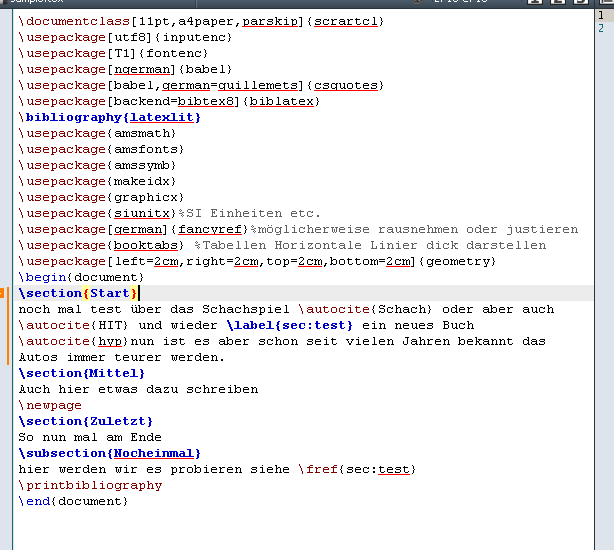 \documentclass[11pt,a4paper,parskip]{scrartcl}
\usepackage[utf8]{inputenc}
\usepackage[T1]{fontenc}
\usepackage[ngerman]{babel}
\usepackage[babel,german=guillemets]{csquotes}
\usepackage[backend=bibtex8]{biblatex}
\bibliography{latexlit}
\usepackage{amsmath}
\usepackage{amsfonts}
\usepackage{amssymb}
\usepackage{makeidx}
\usepackage{graphicx}
\usepackage{siunitx}%SI Einheiten etc.
\usepackage[german]{fancyref}%möglicherweise rausnehmen oder justieren
\usepackage{booktabs} %Tabellen Horizontale Linier dick darstellen
\usepackage[left=2cm,right=2cm,top=2cm,bottom=2cm]{geometry}
\begin{document}
\section{Start}
noch mal test über das Schachspiel \autocite{Schach} oder aber auch
\autocite{HIT} und wieder \label{sec:test} ein neues Buch
\autocite{hyp}nun ist es aber schon seit vielen Jahren bekannt das
Autos immer teurer werden.
\section{Mittel}
Auch hier etwas dazu schreiben
\newpage
\section{Zuletzt}
So nun mal am Ende
\subsection{Nocheinmal}
hier werden wir es probieren siehe \fref{sec:test}
\printbibliography
\end{document}
1
2